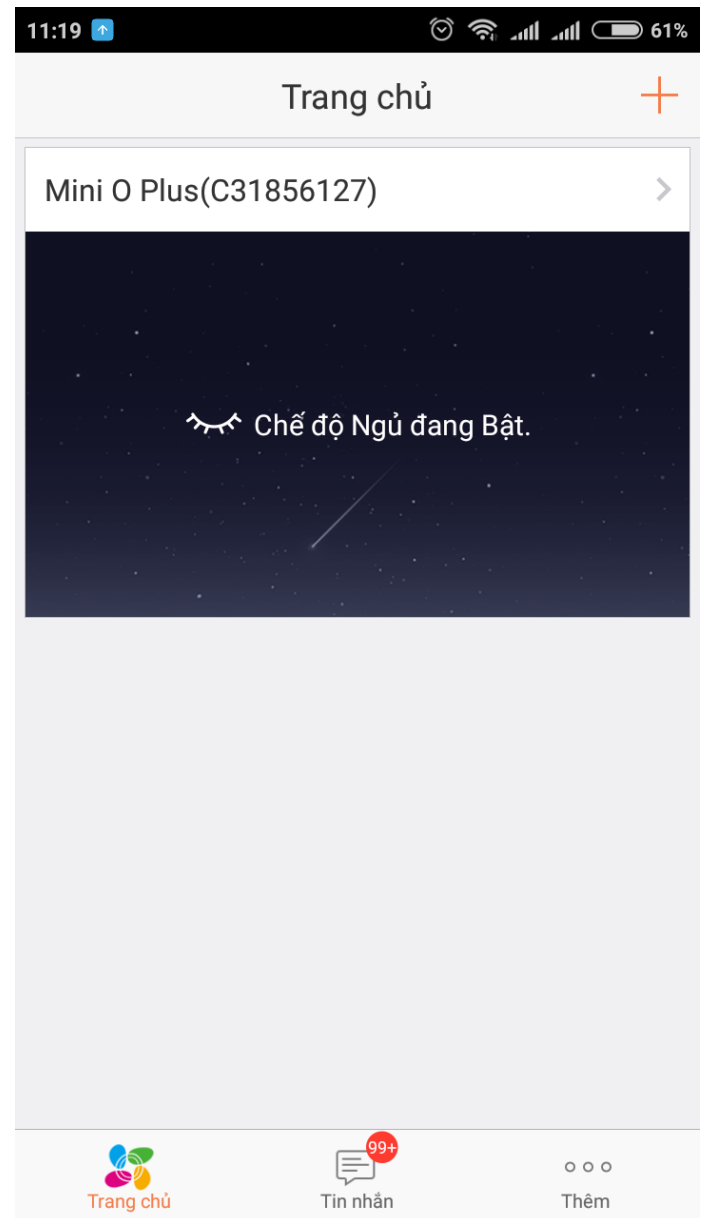 11:19 61%
Trang chủ
Mini O Plus(C31856127)
Chế độ Ngủ đang Bật.
99+
Trang chủ Tin nhắn Thêm